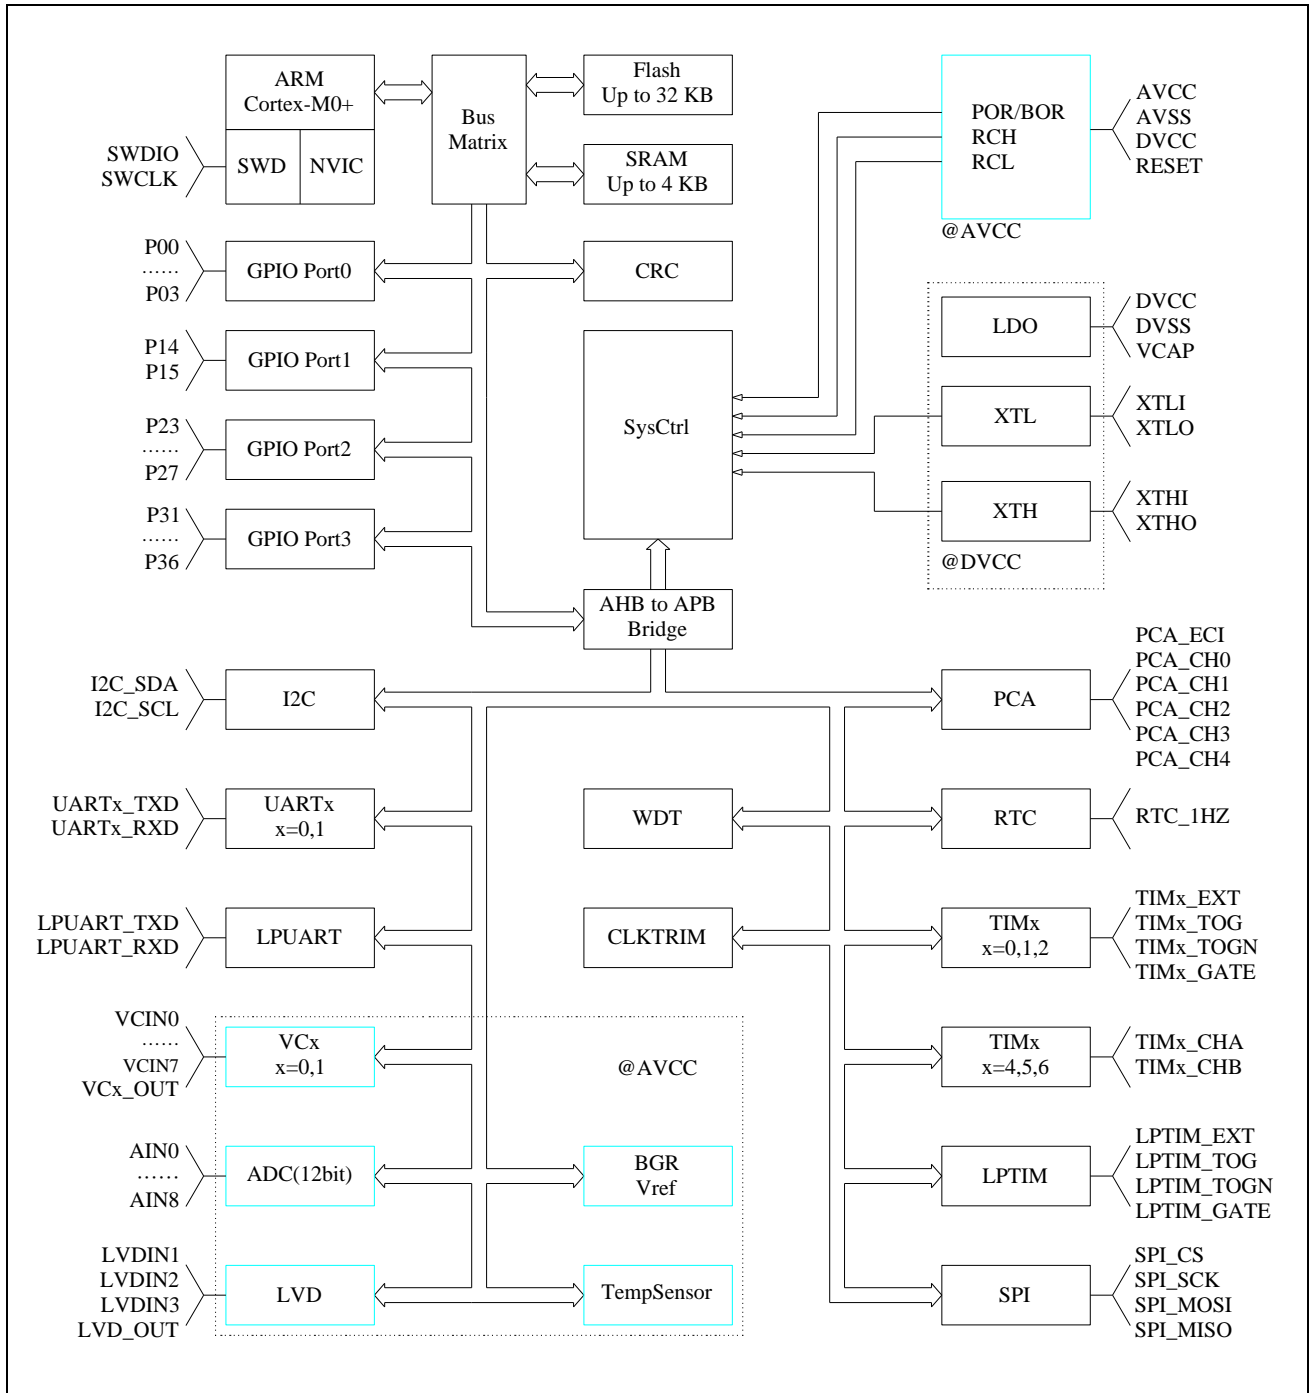 ARM
Cortex-M0+
SWD
NVIC
SWDIO
SWCLK
Bus
Matrix
Flash
Up to 32 KB
SRAM
Up to 4 KB
POR/BOR
RCH
RCL
@AVCC
AVCC
AVSS
DVCC
RESET
P00
······
P03
GPIO Port0
CRC
P14
P15
GPIO Port1
SysCtrl
LDO
DVCC
DVSS
VCAP
P23
······
P27
GPIO Port2
XTL
XTLI
XTLO
P31
······
P36
GPIO Port3
XTH
@DVCC
XTHI
XTHO
AHB to APB
Bridge
I2C_SDA
I2C_SCL
I2C
PCA
PCA_ECI
PCA_CH0
PCA_CH1
PCA_CH2
PCA_CH3
PCA_CH4
UARTx_TXD
UARTx_RXD
UARTx
x=0,1
WDT
RTC
RTC_1HZ
LPUART_TXD
LPUART_RXD
LPUART
CLKTRIM
TIMx
x=0,1,2
TIMx_EXT
TIMx_TOG
TIMx_TOGN
TIMx_GATE
VCIN0
······
VCIN7
VCx_OUT
VCx
x=0,1
@AVCC
TIMx
x=4,5,6
TIMx_CHA
TIMx_CHB
AIN0
······
AIN8
ADC(12bit)
BGR
Vref
LPTIM
LPTIM_EXT
LPTIM_TOG
LPTIM_TOGN
LPTIM_GATE
LVDIN1
LVDIN2
LVDIN3
LVD_OUT
LVD
TempSensor
SPI
SPI_CS
SPI_SCK
SPI_MOSI
SPI_MISO